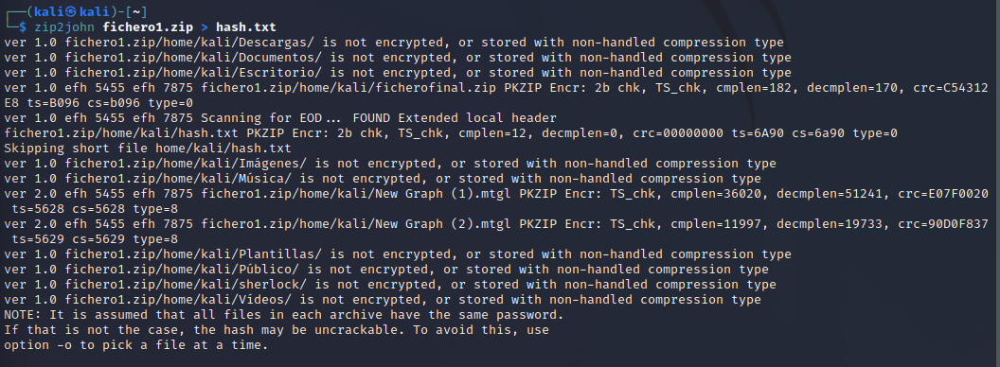 ┌──(kali㉿kali)-[~]
└─$ zip2john fichero1.zip > hash.txt
ver 1.0 fichero1.zip/home/kali/Descargas/ is not encrypted, or stored with non-handled compression type
ver 1.0 fichero1.zip/home/kali/Documentos/ is not encrypted, or stored with non-handled compression type
ver 1.0 fichero1.zip/home/kali/Escritorio/ is not encrypted, or stored with non-handled compression type
ver 1.0 efh 5455 efh 7875 fichero1.zip/home/kali/ficherofinal.zip PKZIP Encr: 2b chk, TS_chk, cmplen=182, decmplen=170, crc=C54312
E8 ts=B096 cs=b096 type=0
ver 1.0 efh 5455 efh 7875 Scanning for EOD... FOUND Extended local header
fichero1.zip/home/kali/hash.txt PKZIP Encr: 2b chk, TS_chk, cmplen=12, decmplen=0, crc=00000000 ts=6A90 cs=6a90 type=0
Skipping short file home/kali/hash.txt
ver 1.0 fichero1.zip/home/kali/Imágenes/ is not encrypted, or stored with non-handled compression type
ver 1.0 fichero1.zip/home/kali/Música/ is not encrypted, or stored with non-handled compression type
ver 2.0 efh 5455 efh 7875 fichero1.zip/home/kali/New Graph (1).mtgl PKZIP Encr: TS_chk, cmplen=36020, decmplen=51241, crc=E07F0020
ts=5628 cs=5628 type=8
ver 2.0 efh 5455 efh 7875 fichero1.zip/home/kali/New Graph (2).mtgl PKZIP Encr: TS_chk, cmplen=11997, decmplen=19733, crc=90D0F837
ts=5629 cs=5629 type=8
ver 1.0 fichero1.zip/home/kali/Plantillas/ is not encrypted, or stored with non-handled compression type
ver 1.0 fichero1.zip/home/kali/Público/ is not encrypted, or stored with non-handled compression type
ver 1.0 fichero1.zip/home/kali/sherlock/ is not encrypted, or stored with non-handled compression type
ver 1.0 fichero1.zip/home/kali/Vídeos/ is not encrypted, or stored with non-handled compression type
NOTE: It is assumed that all files in each archive have the same password.
If that is not the case, the hash may be uncrackable. To avoid this, use
option -o to pick a file at a time.